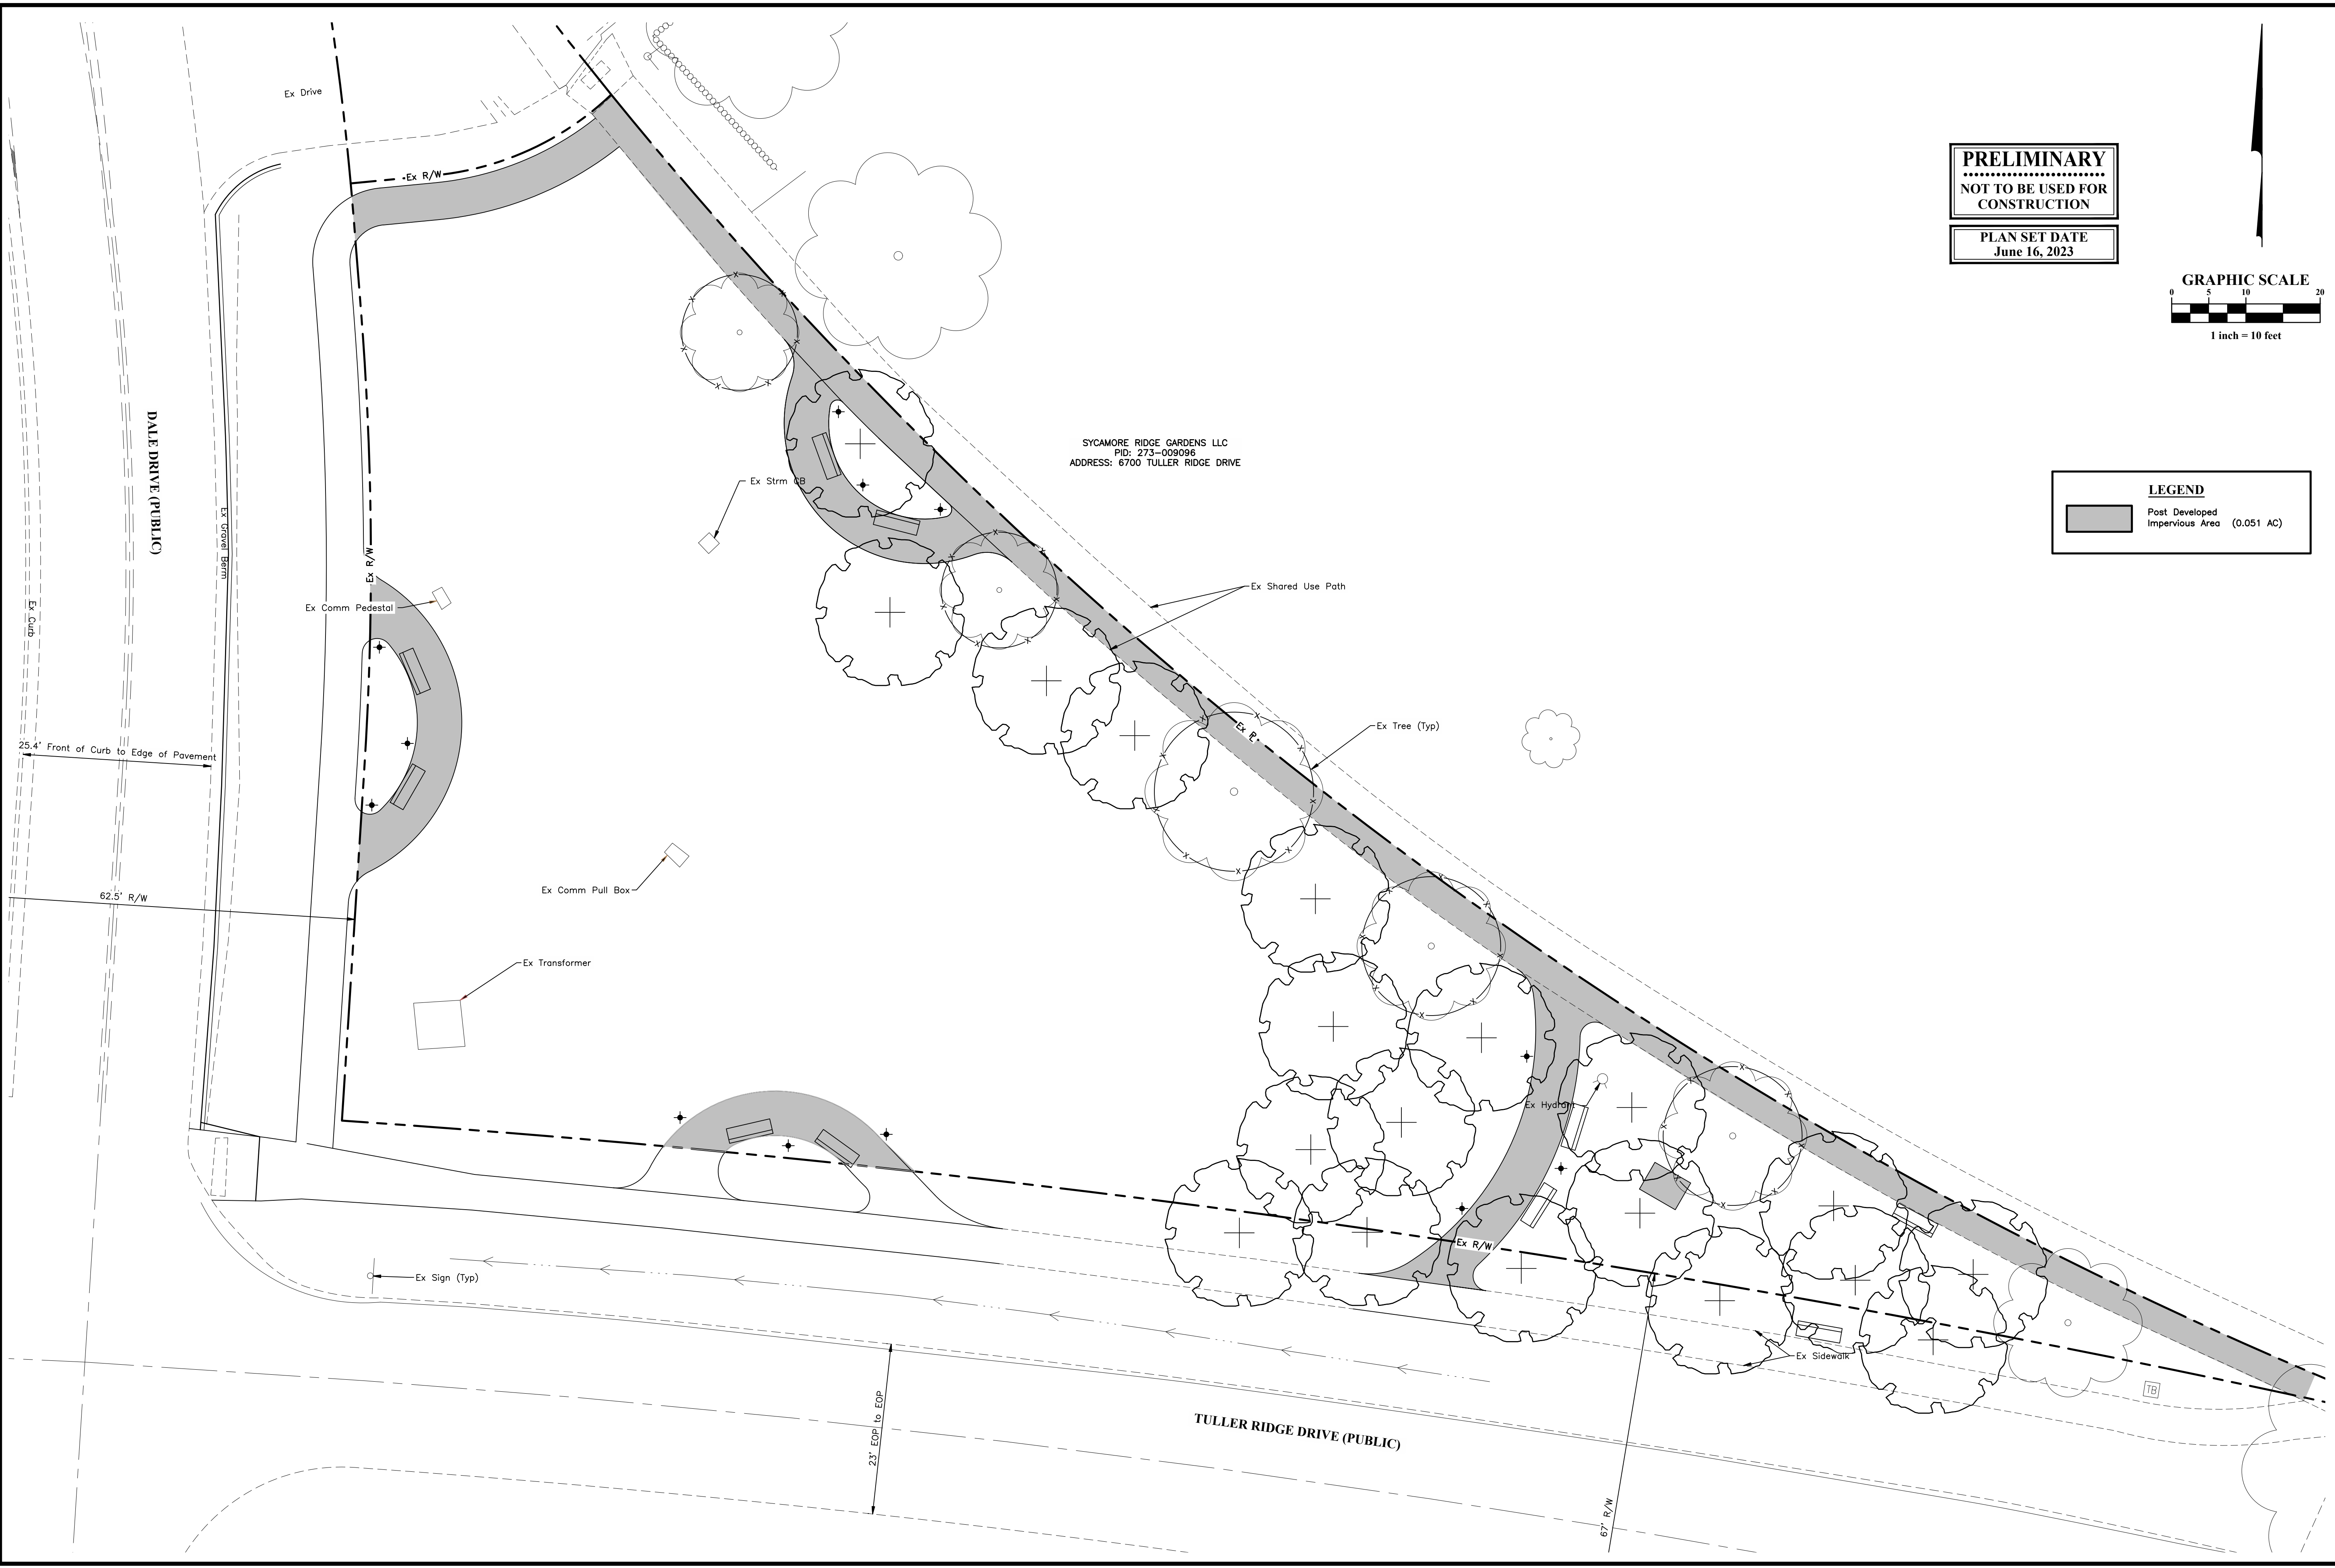 Ex Drive
PRELIMINARY
NOT TO BE USED FOR
CONSTRUCTION
PLAN SET DATE
June 16, 2023
Ex R/W
GRAPHIC SCALE
0 5 10 20
1 inch = 10 feet
DALE DRIVE (PUBLIC)
SYCAMORE RIDGE GARDENS LLC
PID: 273-009096
ADDRESS: 6700 TULLER RIDGE DRIVE
Ex Strm CB
LEGEND
Post Developed
Impervious Area (0.051 AC)
Ex Gravel Berm
Ex R/W
Ex Shared Use Path
Ex Comm Pedestal
Ex Curb
Ex Tree (Typ)
Ex R
25.4' Front of Curb to Edge of Pavement
Ex Comm Pull Box
62.5' R/W
Ex Transformer
Ex Hydrant
Ex R/W
Ex Sign (Typ)
Ex Sidewalk
TB
23' EOP to EOP
TULLER RIDGE DRIVE (PUBLIC)
67' R/W